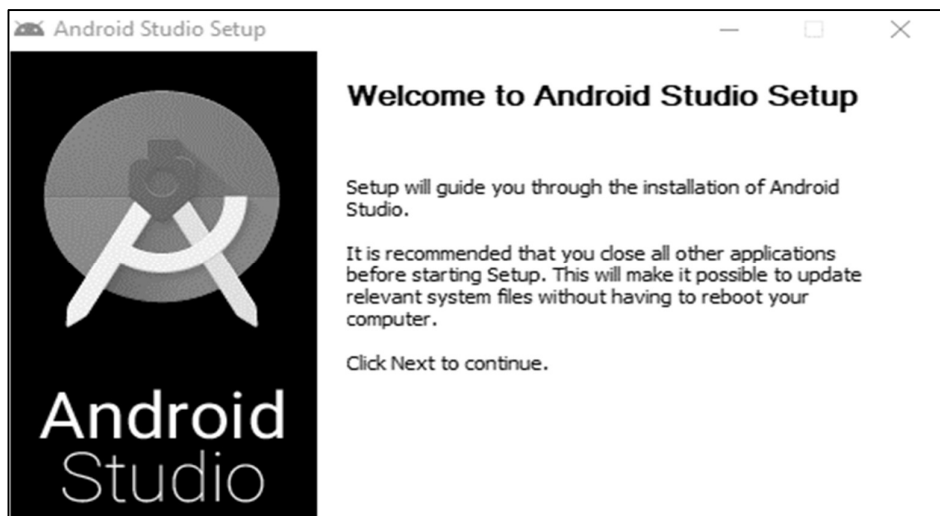 Android Studio Setup
Welcome to Android Studio Setup
Setup will guide you through the installation of Android
Studio.
It is recommended that you close all other applications
before starting Setup. This will make it possible to update
relevant system files without having to reboot your
computer.
Click Next to continue.
Android
Studio